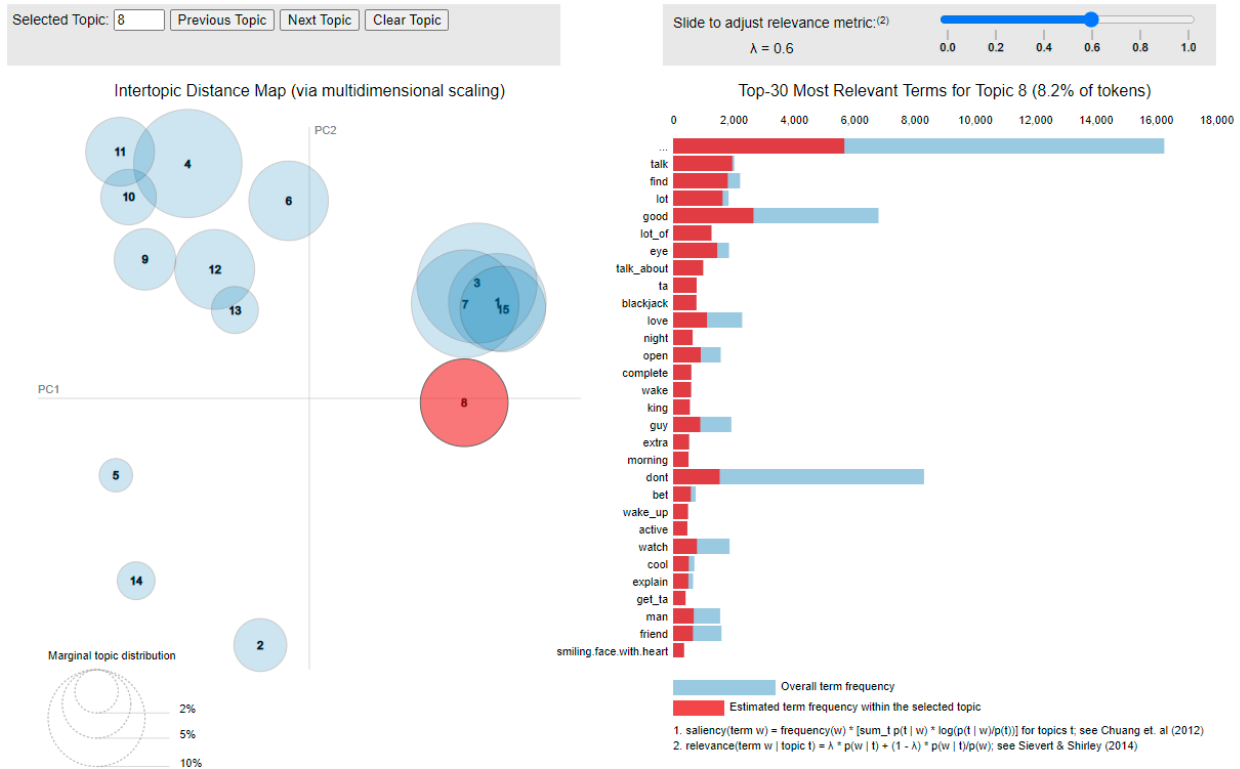 Selected Topic: 8 Previous Topic Next Topic Clear Topic
Slide to adjust relevance metric:(2)
λ = 0.6
0.0 0.2 0.4 0.6 0.8 1.0
Intertopic Distance Map (via multidimensional scaling)
PC2
PC1
11
4
10
6
9
12
13
3
7
1
15
8
5
14
2
Marginal topic distribution
2%
5%
10%
Top-30 Most Relevant Terms for Topic 8 (8.2% of tokens)
0 2,000 4,000 6,000 8,000 10,000 12,000 14,000 16,000 18,000
...
talk
find
lot
good
lot_of
eye
talk_about
ta
blackjack
love
night
open
complete
wake
king
guy
extra
morning
dont
bet
wake_up
active
watch
cool
explain
get_ta
man
friend
smiling.face.with.heart
Overall term frequency
Estimated term frequency within the selected topic
1. saliency(term w) = frequency(w) * [sum_t p(t | w) * log(p(t | w)/p(t))] for topics t; see Chuang et. al (2012)
2. relevance(term w | topic t) = λ * p(w | t) + (1 - λ) * p(w | t)/p(w); see Sievert & Shirley (2014)